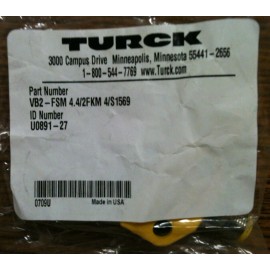 TURCK
3000 Campus Drive Minneapolis, Minnesota 55441-2656
1-800-544-7769 www.Turck.com
Part Number
VB2-FSM 4.4/2FKM 4/S1569
ID Number
U0891-27
0709U
Made in USA